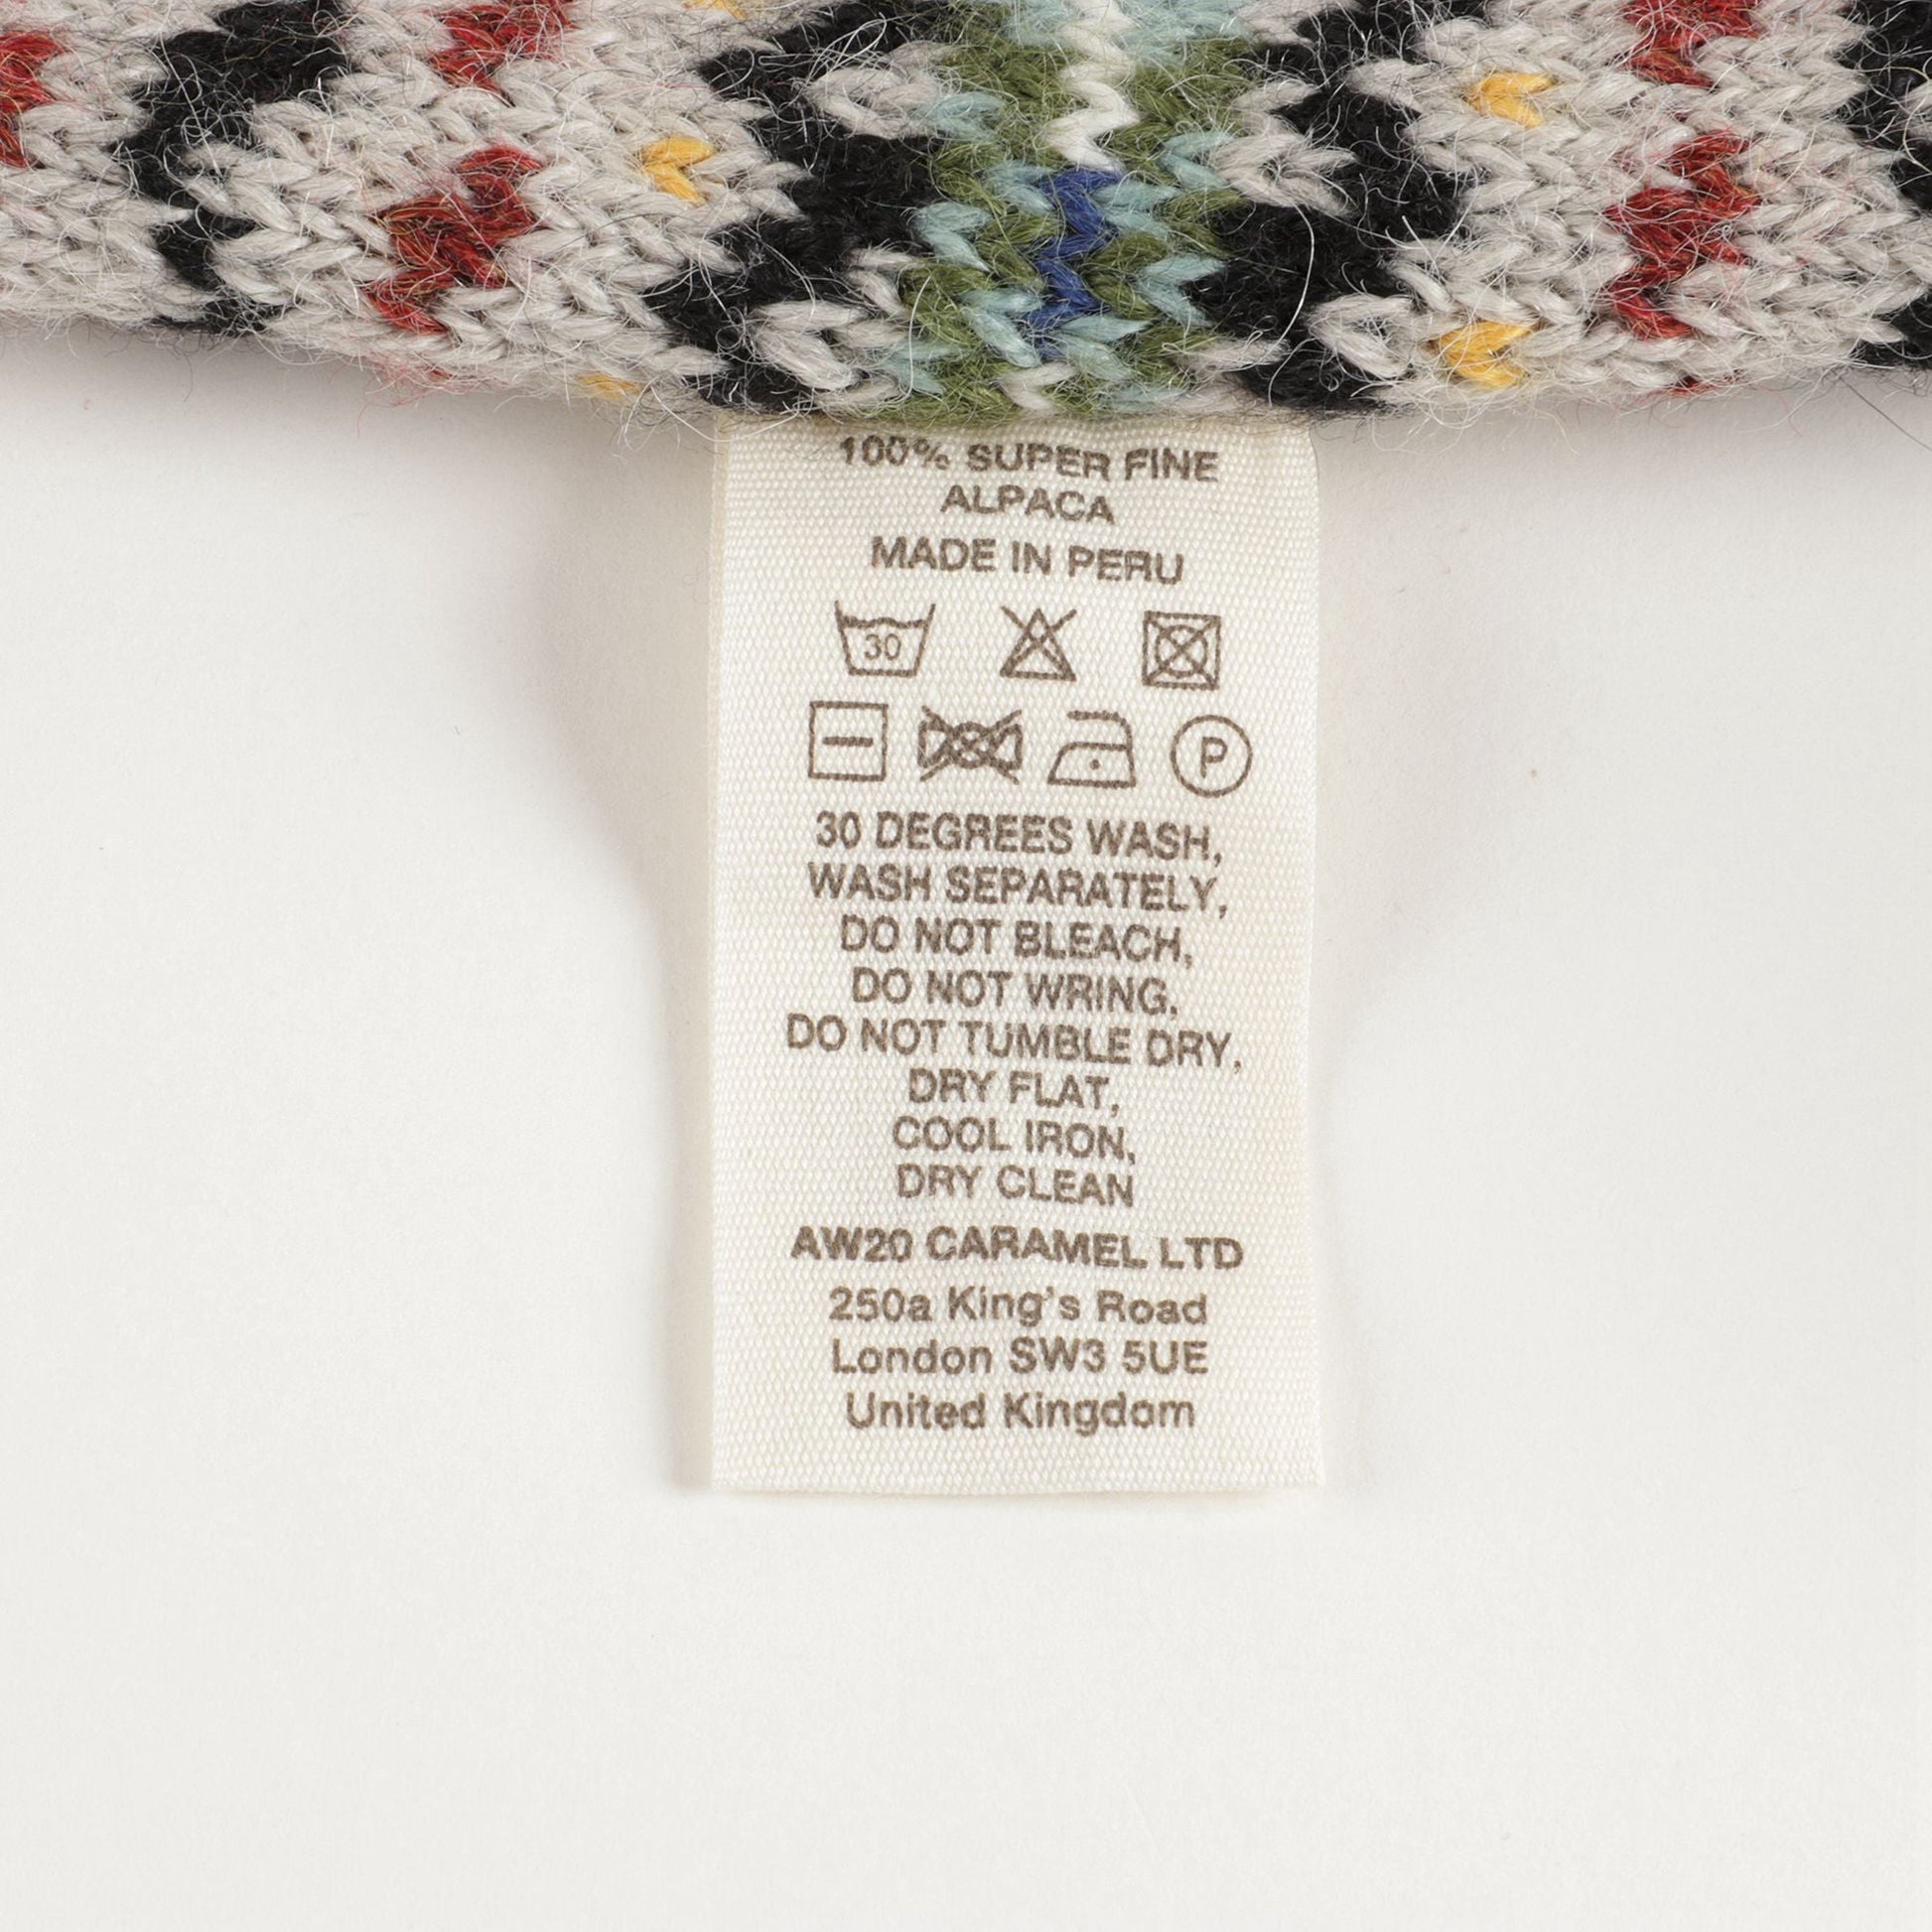 100% SUPER FINE
ALPACA
MADE IN PERU
30
P
30 DEGREES WASH,
WASH SEPARATELY,
DO NOT BLEACH,
DO NOT WRING,
DO NOT TUMBLE DRY,
DRY FLAT,
COOL IRON,
DRY CLEAN
AW20 CARAMEL LTD
250a King's Road
London SW3 5UE
United Kingdom